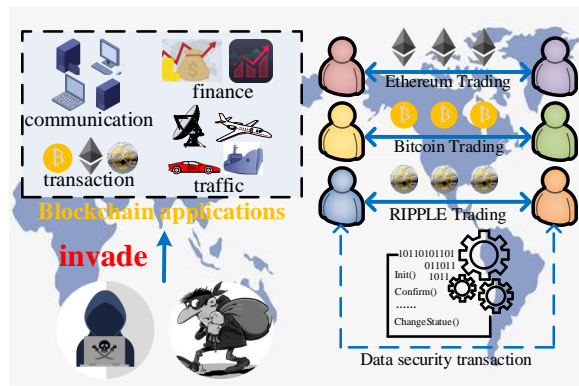 communication
finance
transaction
traffic
Blockchain applications
invade
Ethereum Trading
Bitcoin Trading
RIPPLE Trading
10110101101
011011
Init() 1011
Confirm()
......
ChangeStatue()
Data security transaction